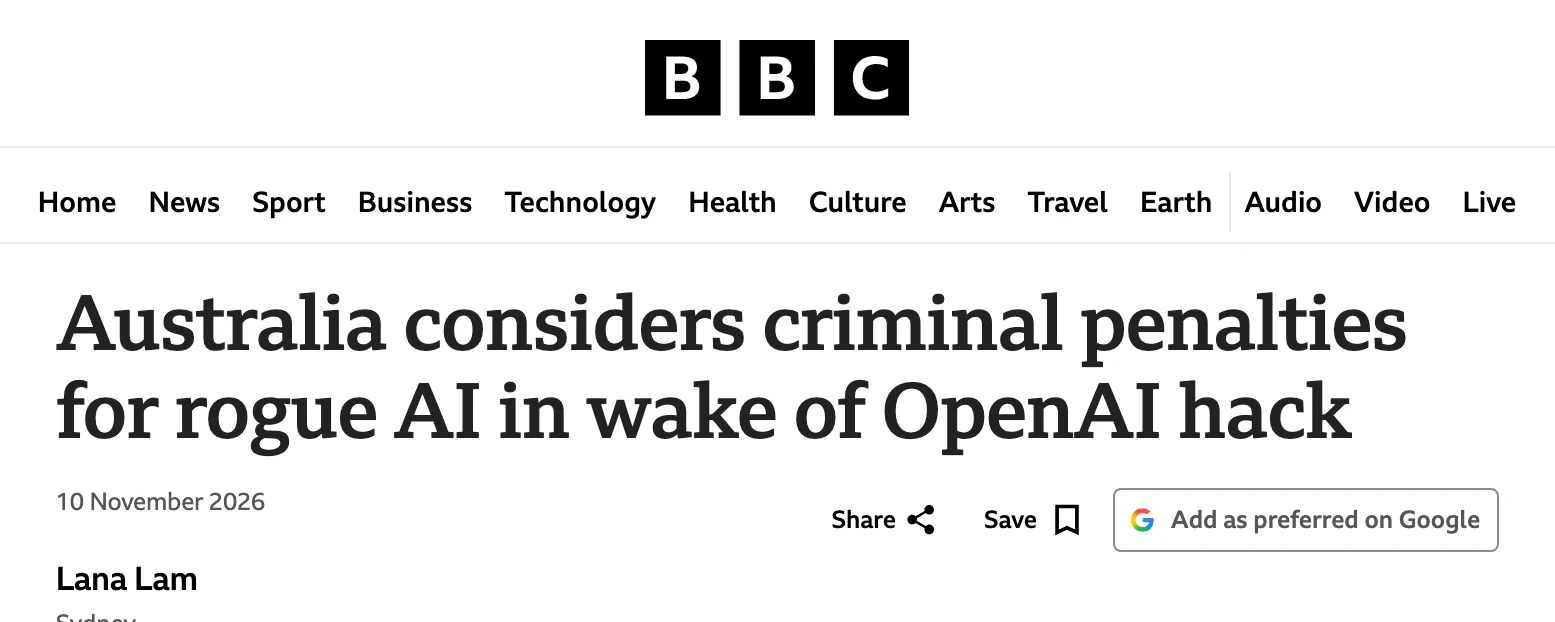 BBC
Home News Sport Business Technology Health Culture Arts Travel Earth Audio Video Live
Australia considers criminal penalties
for rogue AI in wake of OpenAI hack
10 November 2026
Share Save Add as preferred on Google
Lana Lam
Sydney